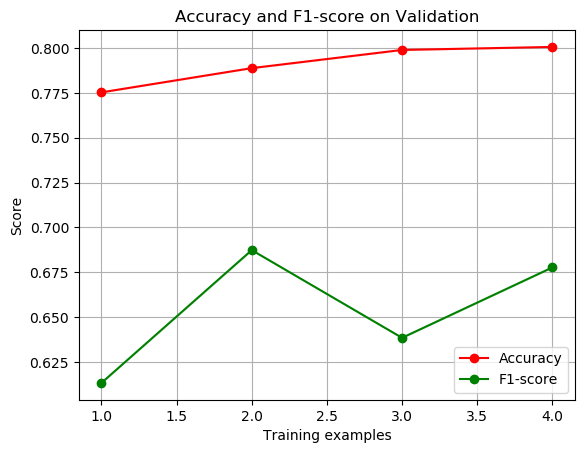 Accuracy and F1-score on Validation
0.800
0.775
0.750
0.725
0.700
0.675
0.650
0.625
Score
1.0 1.5 2.0 2.5 3.0 3.5 4.0
Training examples
Accuracy
F1-score